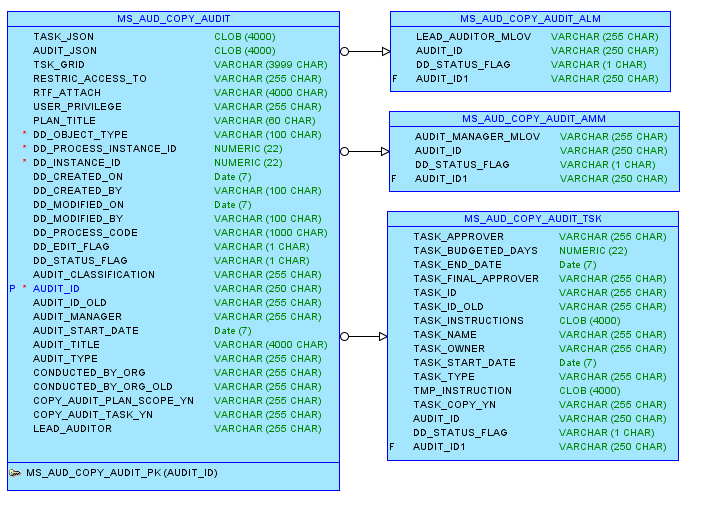 MS_AUD_COPY_AUDIT
TASK_JSON CLOB (4000)
AUDIT_JSON CLOB (4000)
TSK_GRID VARCHAR (3999 CHAR)
RESTRIC_ACCESS_TO VARCHAR (255 CHAR)
RTF_ATTACH VARCHAR (4000 CHAR)
USER_PRIVILEGE VARCHAR (255 CHAR)
PLAN_TITLE VARCHAR (60 CHAR)
* DD_OBJECT_TYPE VARCHAR (100 CHAR)
* DD_PROCESS_INSTANCE_ID NUMERIC (22)
* DD_INSTANCE_ID NUMERIC (22)
DD_CREATED_ON Date (7)
DD_CREATED_BY VARCHAR (100 CHAR)
DD_MODIFIED_ON Date (7)
DD_MODIFIED_BY VARCHAR (100 CHAR)
DD_PROCESS_CODE VARCHAR (1000 CHAR)
DD_EDIT_FLAG VARCHAR (1 CHAR)
DD_STATUS_FLAG VARCHAR (1 CHAR)
AUDIT_CLASSIFICATION VARCHAR (255 CHAR)
P * AUDIT_ID VARCHAR (250 CHAR)
AUDIT_ID_OLD VARCHAR (255 CHAR)
AUDIT_MANAGER VARCHAR (255 CHAR)
AUDIT_START_DATE Date (7)
AUDIT_TITLE VARCHAR (4000 CHAR)
AUDIT_TYPE VARCHAR (255 CHAR)
CONDUCTED_BY_ORG VARCHAR (255 CHAR)
CONDUCTED_BY_ORG_OLD VARCHAR (255 CHAR)
COPY_AUDIT_PLAN_SCOPE_YN VARCHAR (255 CHAR)
COPY_AUDIT_TASK_YN VARCHAR (255 CHAR)
LEAD_AUDITOR VARCHAR (255 CHAR)
MS_AUD_COPY_AUDIT_PK (AUDIT_ID)
MS_AUD_COPY_AUDIT_ALM
LEAD_AUDITOR_MLOV VARCHAR (255 CHAR)
AUDIT_ID VARCHAR (250 CHAR)
DD_STATUS_FLAG VARCHAR (1 CHAR)
F AUDIT_ID1 VARCHAR (250 CHAR)
MS_AUD_COPY_AUDIT_AMM
AUDIT_MANAGER_MLOV VARCHAR (255 CHAR)
AUDIT_ID VARCHAR (250 CHAR)
DD_STATUS_FLAG VARCHAR (1 CHAR)
F AUDIT_ID1 VARCHAR (250 CHAR)
MS_AUD_COPY_AUDIT_TSK
TASK_APPROVER VARCHAR (255 CHAR)
TASK_BUDGETED_DAYS NUMERIC (22)
TASK_END_DATE Date (7)
TASK_FINAL_APPROVER VARCHAR (255 CHAR)
TASK_ID VARCHAR (255 CHAR)
TASK_ID_OLD VARCHAR (255 CHAR)
TASK_INSTRUCTIONS CLOB (4000)
TASK_NAME VARCHAR (255 CHAR)
TASK_OWNER VARCHAR (255 CHAR)
TASK_START_DATE Date (7)
TASK_TYPE VARCHAR (255 CHAR)
TMP_INSTRUCTION CLOB (4000)
TASK_COPY_YN VARCHAR (255 CHAR)
AUDIT_ID VARCHAR (250 CHAR)
DD_STATUS_FLAG VARCHAR (1 CHAR)
F AUDIT_ID1 VARCHAR (250 CHAR)